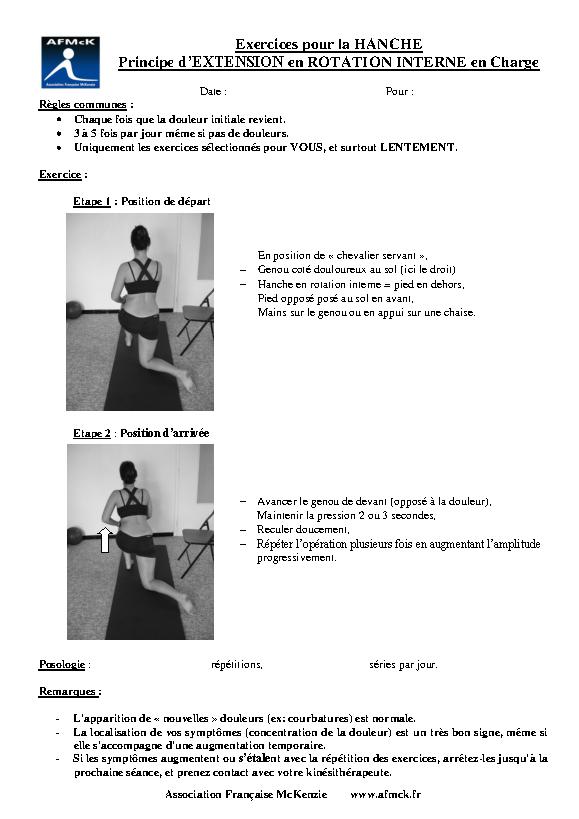 AFMcK
Association Française McKenzie
Exercices pour la HANCHE
Principe d'EXTENSION en ROTATION INTERNE en Charge
Date : Pour :
Règles communes :
• Chaque fois que la douleur initiale revient.
• 3 à 5 fois par jour même si pas de douleurs.
• Uniquement les exercices sélectionnés pour VOUS, et surtout LENTEMENT.
Exercice :
Etape 1 : Position de départ
En position de « chevalier servant »,
– Genou coté douloureux au sol (ici le droit)
– Hanche en rotation interne = pied en dehors,
Pied opposé posé au sol en avant,
Mains sur le genou ou en appui sur une chaise.
Etape 2 : Position d'arrivée
– Avancer le genou de devant (opposé à la douleur),
Maintenir la pression 2 ou 3 secondes,
– Reculer doucement,
– Répéter l'opération plusieurs fois en augmentant l'amplitude
progressivement.
Posologie : répétitions, séries par jour.
Remarques :
- L'apparition de « nouvelles » douleurs (ex: courbatures) est normale.
- La localisation de vos symptômes (concentration de la douleur) est un très bon signe, même si
elle s'accompagne d'une augmentation temporaire.
- Si les symptômes augmentent ou s'étalent avec la répétition des exercices, arrêtez-les jusqu'à la
prochaine séance, et prenez contact avec votre kinésithérapeute.
Association Française McKenzie www.afmck.fr